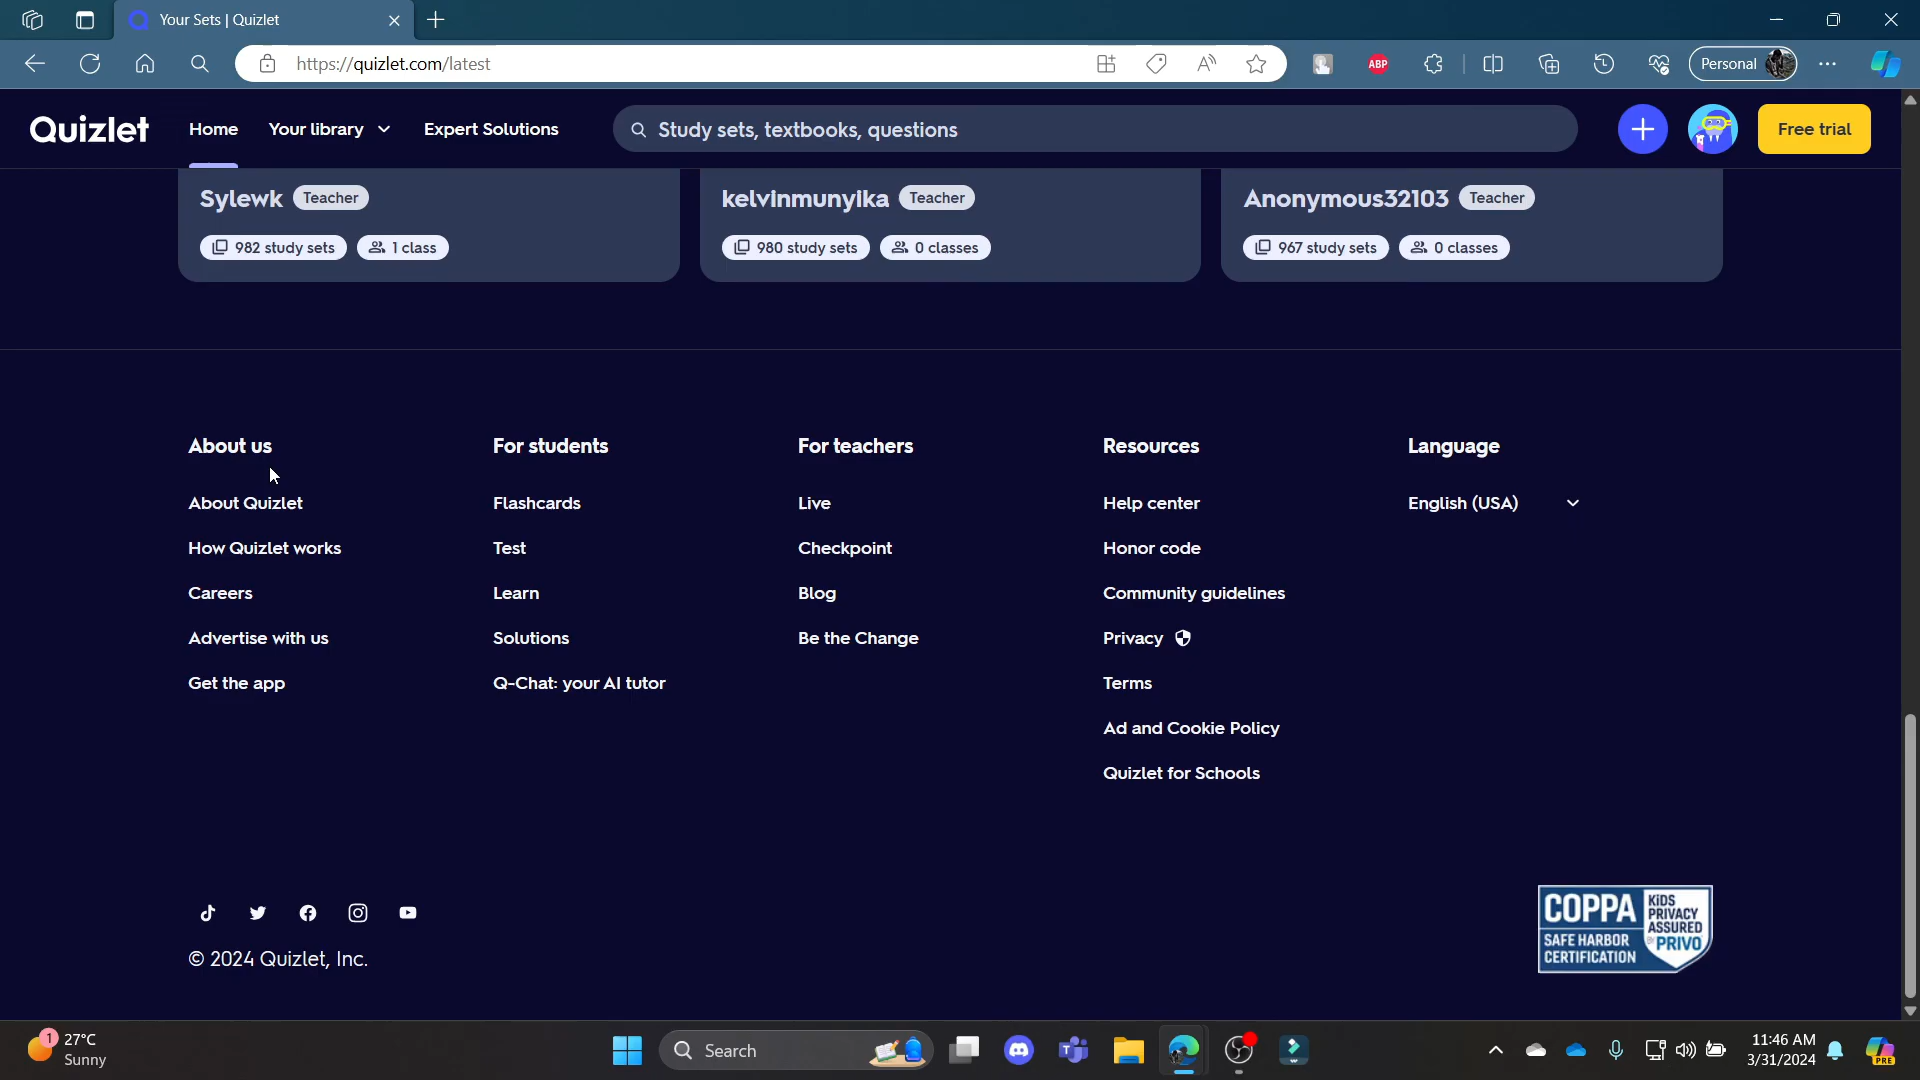 Your Sets | Quizlet
https://quizlet.com/latest
ABP
Personal
Quizlet
Home
Your library
Expert Solutions
Study sets, textbooks, questions
Free trial
Sylewk Teacher
982 study sets 1 class
kelvinmunyika Teacher
980 study sets 0 classes
Anonymous32103 Teacher
967 study sets 0 classes
About us
About Quizlet
How Quizlet works
Careers
Advertise with us
Get the app
For students
Flashcards
Test
Learn
Solutions
Q-Chat: your AI tutor
For teachers
Live
Checkpoint
Blog
Be the Change
Resources
Help center
Honor code
Community guidelines
Privacy
Terms
Ad and Cookie Policy
Quizlet for Schools
Language
English (USA)
© 2024 Quizlet, Inc.
COPPA
SAFE HARBOR
CERTIFICATION
KIDS
PRIVACY
ASSURED
BY PRIVO
1
27°C
Sunny
Search
11:46 AM
3/31/2024
PRE